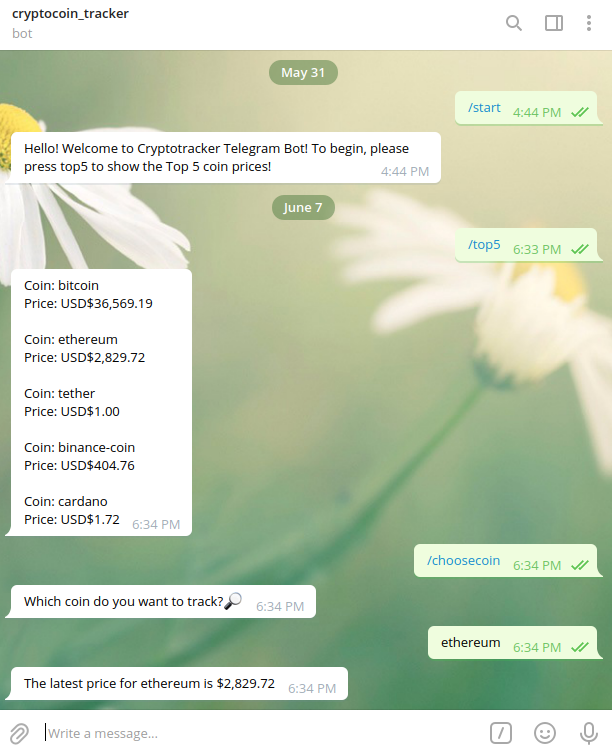 cryptocoin_tracker
bot
May 31
/start 4:44 PM
Hello! Welcome to Cryptotracker Telegram Bot! To begin, please
press top5 to show the Top 5 coin prices!
4:44 PM
June 7
/top5 6:33 PM
Coin: bitcoin
Price: USD$36,569.19
Coin: ethereum
Price: USD$2,829.72
Coin: tether
Price: USD$1.00
Coin: binance-coin
Price: USD$404.76
Coin: cardano
Price: USD$1.72 6:34 PM
/choosecoin 6:34 PM
Which coin do you want to track?🔎 6:34 PM
ethereum 6:34 PM
The latest price for ethereum is $2,829.72 6:34 PM
Write a message...